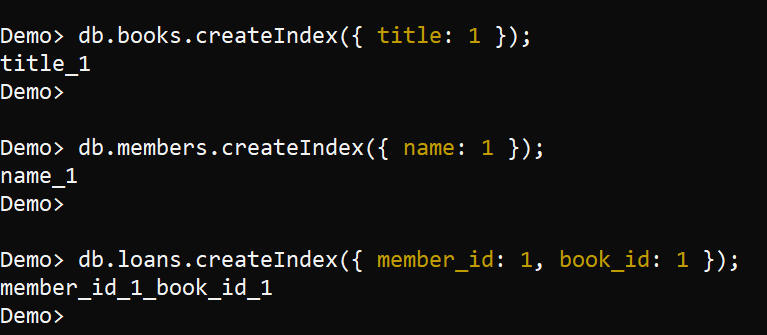 Demo> db.books.createIndex({ title: 1 });
title_1
Demo>
Demo> db.members.createIndex({ name: 1 });
name_1
Demo>
Demo> db.loans.createIndex({ member_id: 1, book_id: 1 });
member_id_1_book_id_1
Demo>